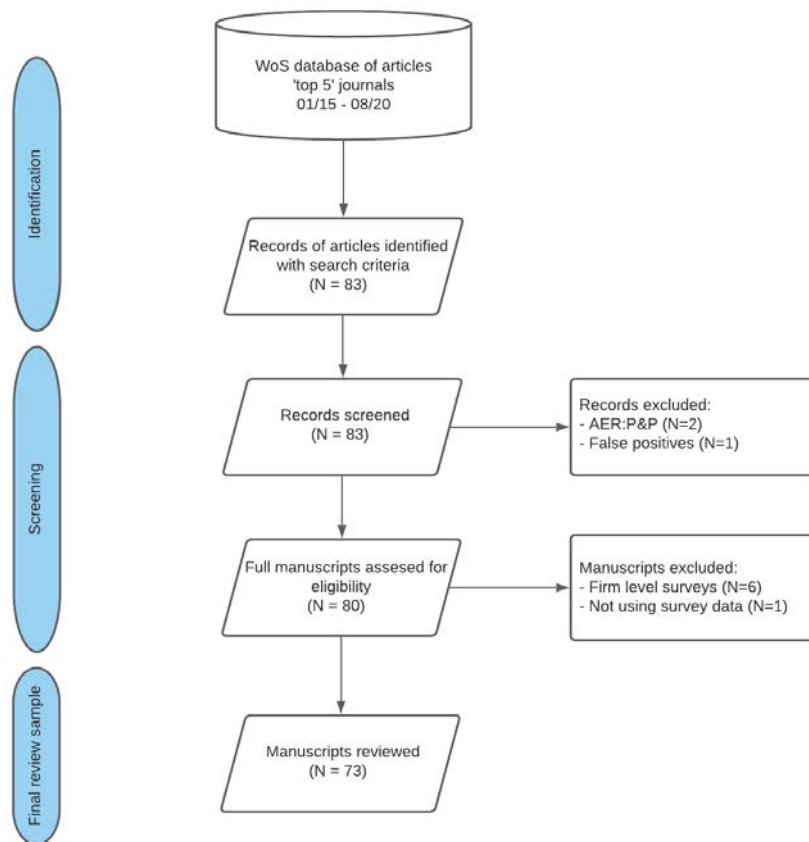 WoS database of articles
'top 5' journals
01/15 - 08/20
Identification
Records of articles identified
with search criteria
(N = 83)
Screening
Records screened
(N = 83)
Records excluded:
- AER:P&P (N=2)
- False positives (N=1)
Full manuscripts assesed for
eligibility
(N = 80)
Manuscripts excluded:
- Firm level surveys (N=6)
- Not using survey data (N=1)
Final review sample
Manuscripts reviewed
(N = 73)